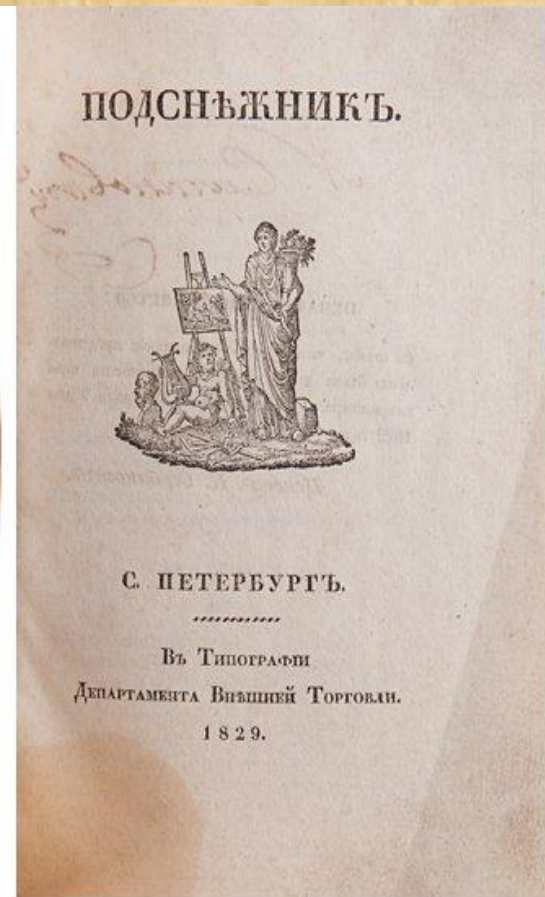 ПОДСНѢЖНИКЪ.
С. ПЕТЕРБУРГЪ.
Въ Типографіи
Департамента Внѣшней Торговли.
1829.